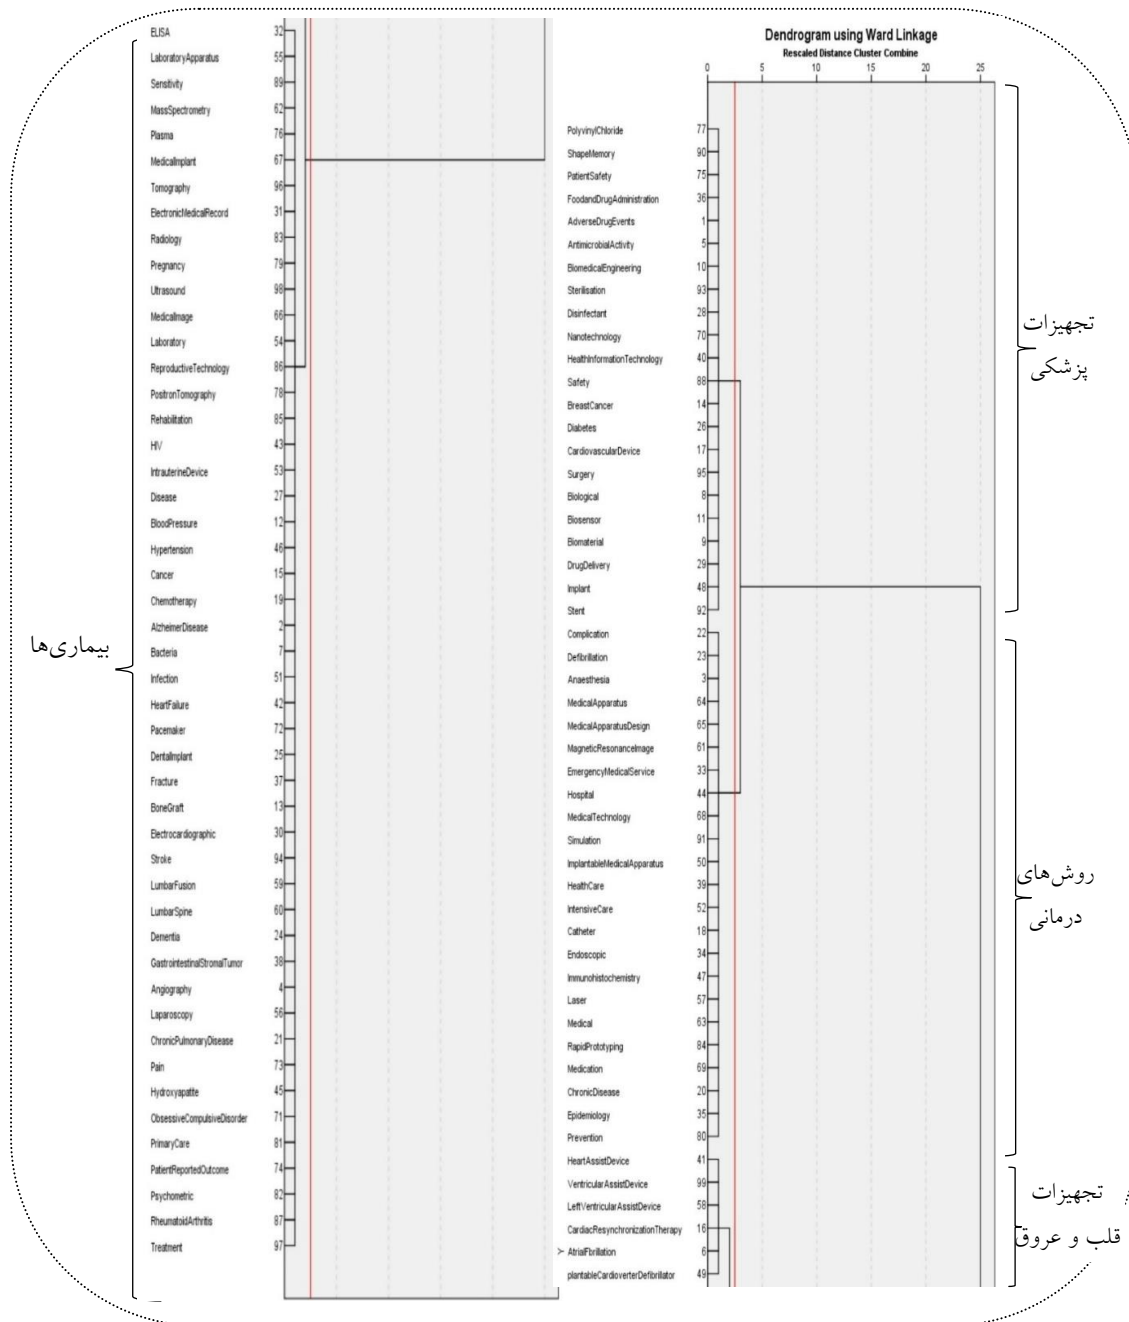 ELISA 32
LaboratoryApparatus 55
Sensitivity 89
MassSpectrometry 62
Plasma 76
MedicalImplant 67
Tomography 96
ElectronicMedicalRecord 31
Radiology 83
Pregnancy 79
Ultrasound 98
MedicalImage 66
Laboratory 54
ReproductiveTechnology 86
PositronTomography 78
Rehabilitation 85
HIV 43
IntrauterineDevice 53
Disease 27
BloodPressure 12
Hypertension 46
Cancer 15
Chemotherapy 19
AlzheimerDisease 2
Bacteria 7
Infection 51
HeartFailure 42
Pacemaker 72
DentalImplant 25
Fracture 37
BoneGraft 13
Electrocardiographic 30
Stroke 94
LumbarFusion 59
LumbarSpine 60
Dementia 24
GastrointestinalStromalTumor 38
Angiography 4
Laparoscopy 56
ChronicPulmonaryDisease 21
Pain 73
Hydroxyapatite 45
ObsessiveCompulsiveDisorder 71
PrimaryCare 81
PatientReportedOutcome 74
Psychometric 82
RheumatoidArthritis 87
Treatment 97
بیماری‌ها
Dendrogram using Ward Linkage
Rescaled Distance Cluster Combine
0 5 10 15 20 25
PolyvinylChloride 77
ShapeMemory 90
PatientSafety 75
FoodandDrugAdministration 36
AdverseDrugEvents 1
AntimicrobialActivity 5
BiomedicalEngineering 10
Sterilisation 93
Disinfectant 28
Nanotechnology 70
HealthInformationTechnology 40
Safety 88
BreastCancer 14
Diabetes 26
CardiovascularDevice 17
Surgery 95
Biological 8
Biosensor 11
Biomaterial 9
DrugDelivery 29
Implant 48
Stent 92
Complication 22
Defibrillation 23
Anaesthesia 3
MedicalApparatus 64
MedicalApparatusDesign 65
MagneticResonanceImage 61
EmergencyMedicalService 33
Hospital 44
MedicalTechnology 68
Simulation 91
ImplantableMedicalApparatus 50
HealthCare 39
IntensiveCare 52
Catheter 18
Endoscopic 34
Immunohistochemistry 47
Laser 57
Medical 63
RapidPrototyping 84
Medication 69
ChronicDisease 20
Epidemiology 35
Prevention 80
HeartAssistDevice 41
VentricularAssistDevice 99
LeftVentricularAssistDevice 58
CardiacResynchronizationTherapy 16
Y AtrialFbrillation 6
plantableCardioverterDefibrillator 49
تجهیزات
پزشکی
روش‌های
درمانی
تجهیزات
قلب و عروق